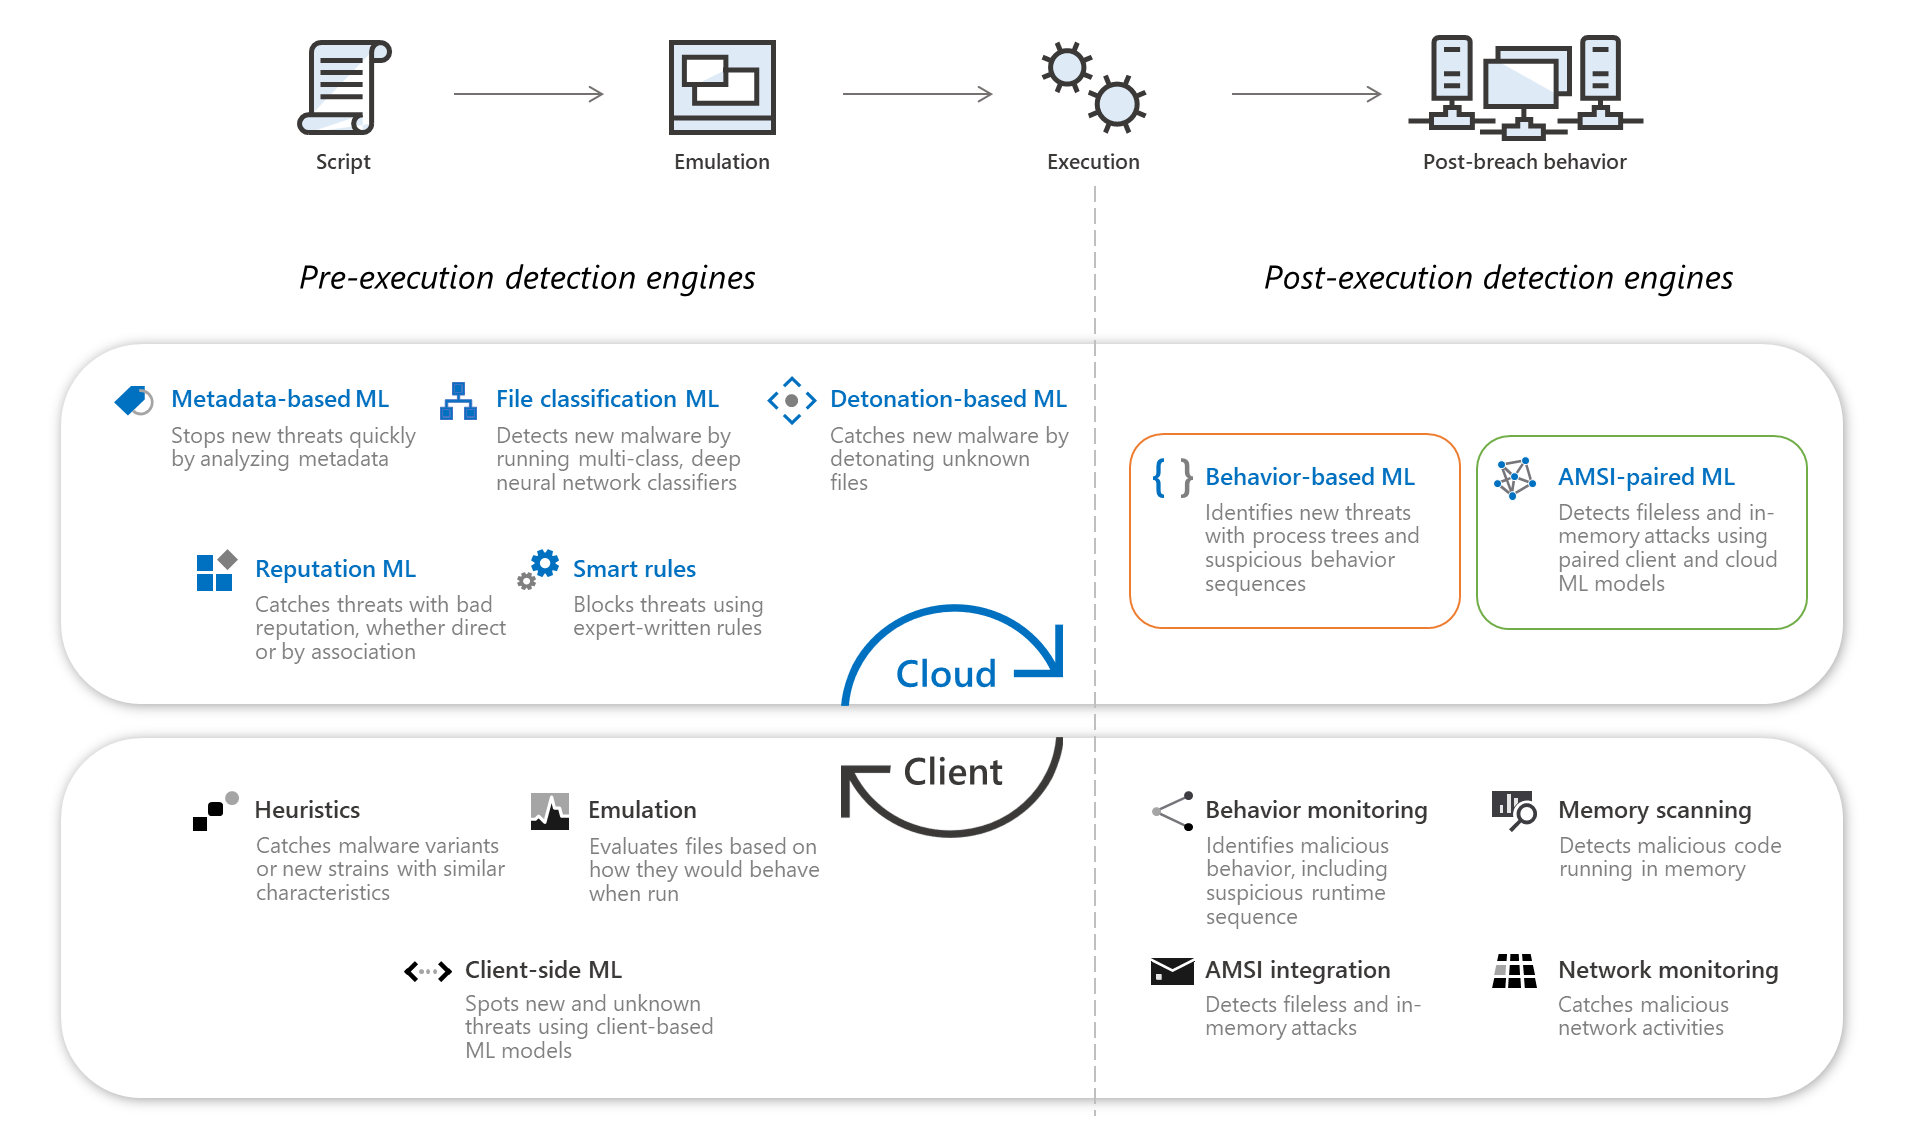 Script
Emulation
Execution
Post-breach behavior
Pre-execution detection engines
Post-execution detection engines
Metadata-based ML
Stops new threats quickly
by analyzing metadata
File classification ML
Detects new malware by
running multi-class, deep
neural network classifiers
Detonation-based ML
Catches new malware by
detonating unknown
files
Reputation ML
Catches threats with bad
reputation, whether direct
or by association
Smart rules
Blocks threats using
expert-written rules
Behavior-based ML
Identifies new threats
with process trees and
suspicious behavior
sequences
AMSI-paired ML
Detects fileless and in-
memory attacks using
paired client and cloud
ML models
Cloud
Client
Heuristics
Catches malware variants
or new strains with similar
characteristics
Emulation
Evaluates files based on
how they would behave
when run
Client-side ML
Spots new and unknown
threats using client-based
ML models
Behavior monitoring
Identifies malicious
behavior, including
suspicious runtime
sequence
Memory scanning
Detects malicious code
running in memory
AMSI integration
Detects fileless and in-
memory attacks
Network monitoring
Catches malicious
network activities